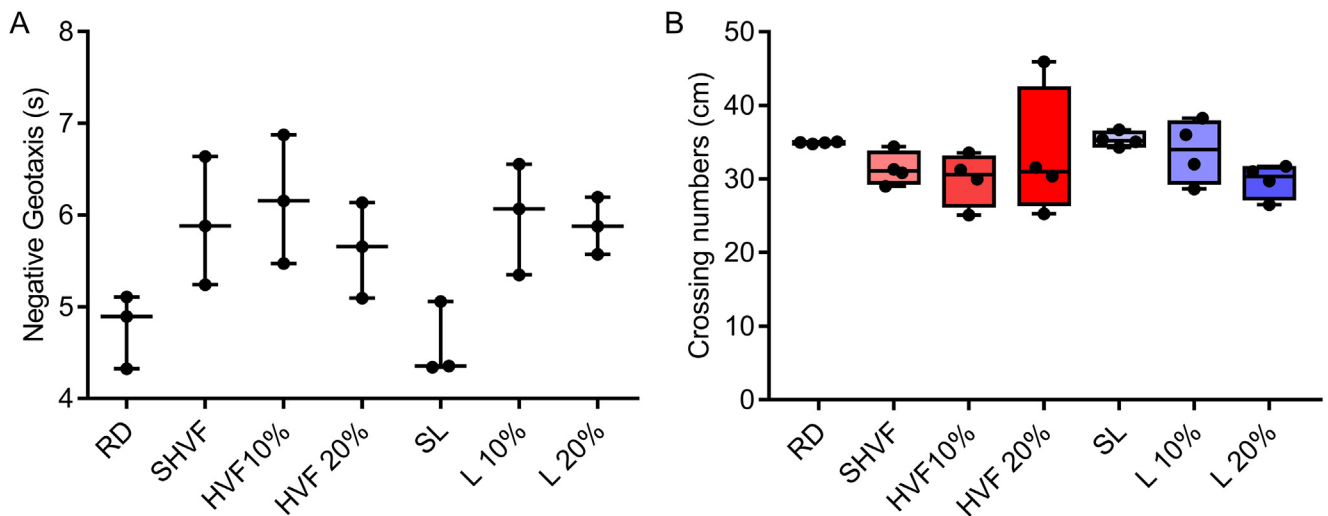 A
Negative Geotaxis (s)
8
7
6
5
4
RD
SHVF
HVF10%
HVF 20%
SL
L 10%
L 20%
B
Crossing numbers (cm)
50
40
30
20
10
0
RD
SHVF
HVF10%
HVF 20%
SL
L 10%
L 20%